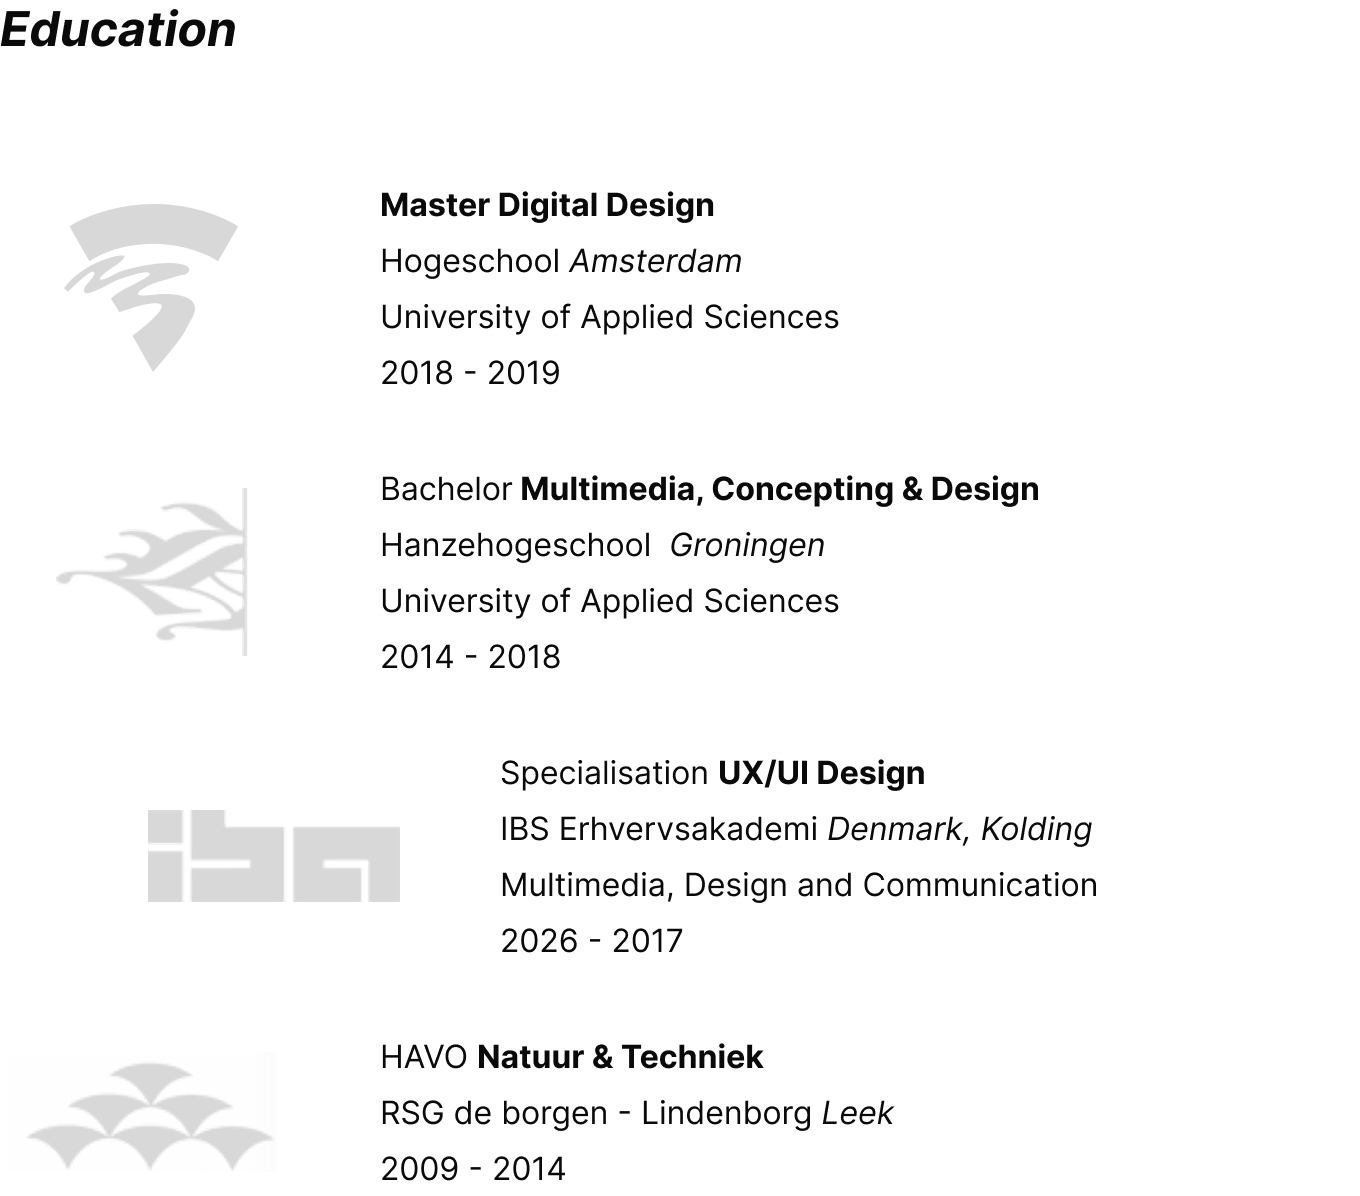 Education
Master Digital Design
Hogeschool Amsterdam
University of Applied Sciences
2018 - 2019
Bachelor Multimedia, Concepting & Design
Hanzehogeschool Groningen
University of Applied Sciences
2014 - 2018
Specialisation UX/UI Design
iba
IBS Erhvervsakademi Denmark, Kolding
Multimedia, Design and Communication
2026 - 2017
HAVO Natuur & Techniek
RSG de borgen - Lindenborg Leek
2009 - 2014